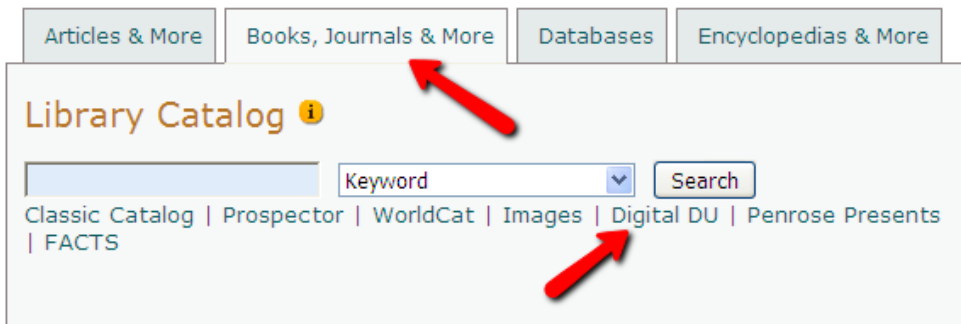 Articles & More
Books, Journals & More
Databases
Encyclopedias & More
Library Catalog i
Keyword
Search
Classic Catalog | Prospector | WorldCat | Images | Digital DU | Penrose Presents
| FACTS